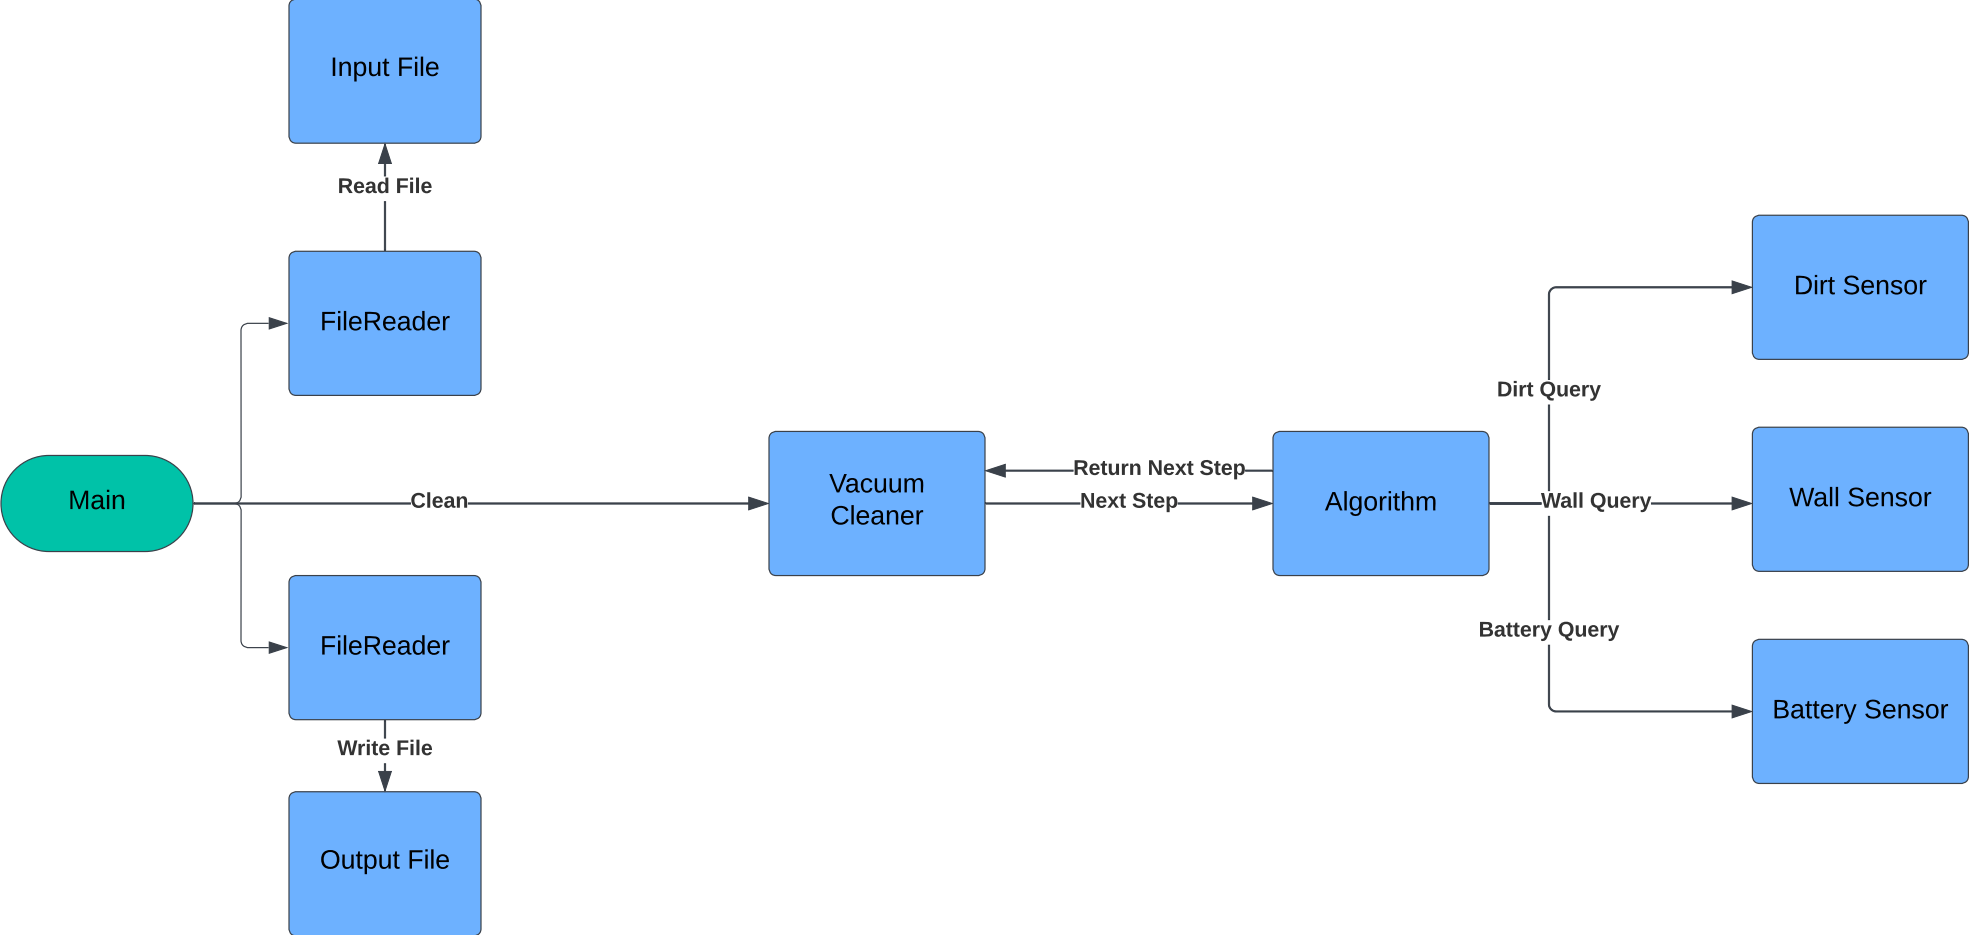 Input File
Read File
FileReader
Main
Clean
Vacuum
Cleaner
Return Next Step
Next Step
Algorithm
Dirt Query
Wall Query
Battery Query
Dirt Sensor
Wall Sensor
Battery Sensor
FileReader
Write File
Output File